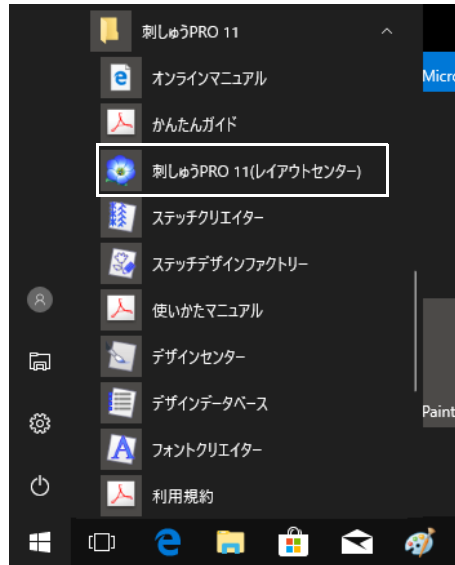 刺しゅうPRO 11
オンラインマニュアル
かんたんガイド
刺しゅうPRO 11(レイアウトセンター)
ステッチクリエイター
ステッチデザインファクトリー
使いかたマニュアル
デザインセンター
デザインデータベース
フォントクリエイター
利用規約
Micro
Paint